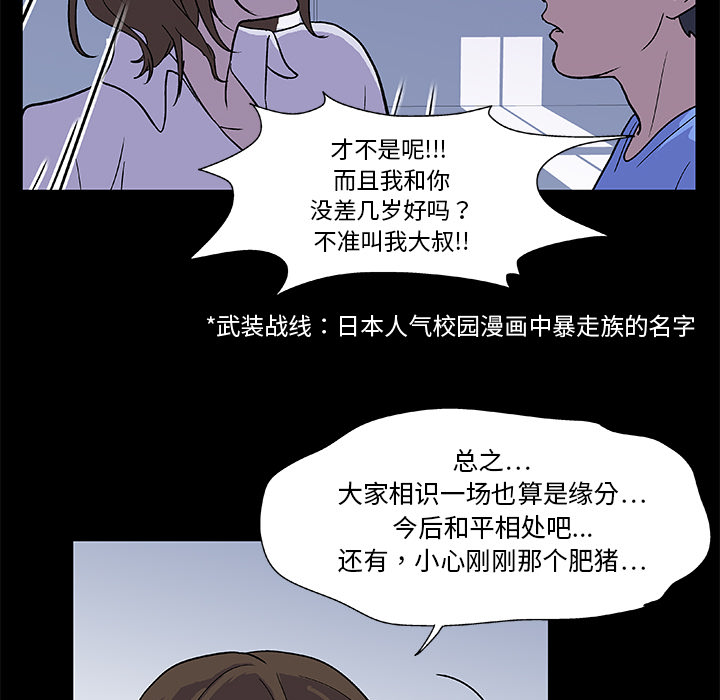 才不是呢!!!
而且我和你
没差几岁好吗？
不准叫我大叔!!
*武装战线：日本人气校园漫画中暴走族的名字
总之...
大家相识一场也算是缘分...
今后和平相处吧...
还有，小心刚刚那个肥猪...